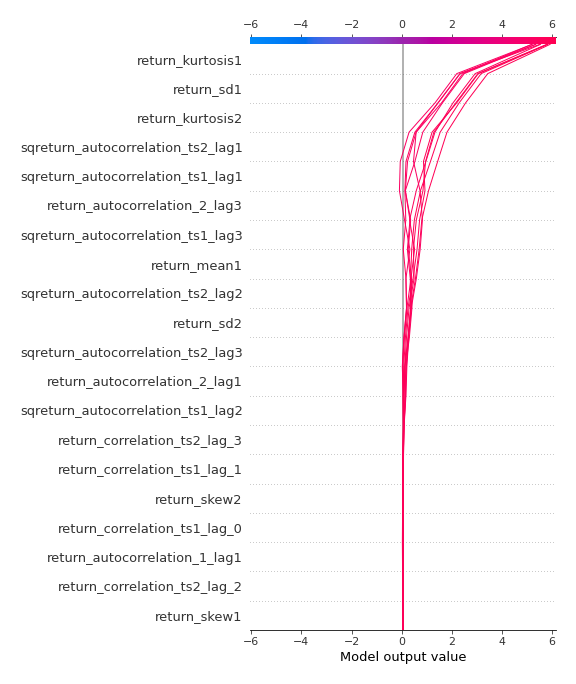 −6 −4 −2 0 2 4 6
return_kurtosis1
return_sd1
return_kurtosis2
sqreturn_autocorrelation_ts2_lag1
sqreturn_autocorrelation_ts1_lag1
return_autocorrelation_2_lag3
sqreturn_autocorrelation_ts1_lag3
return_mean1
sqreturn_autocorrelation_ts2_lag2
return_sd2
sqreturn_autocorrelation_ts2_lag3
return_autocorrelation_2_lag1
sqreturn_autocorrelation_ts1_lag2
return_correlation_ts2_lag_3
return_correlation_ts1_lag_1
return_skew2
return_correlation_ts1_lag_0
return_autocorrelation_1_lag1
return_correlation_ts2_lag_2
return_skew1
−6 −4 −2 0 2 4 6
Model output value